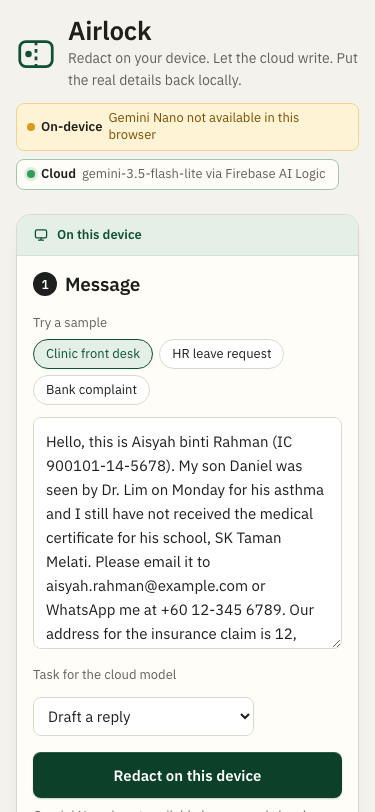 Airlock
Redact on your device. Let the cloud write. Put
the real details back locally.
On-device Gemini Nano not available in this
browser
Cloud gemini-3.5-flash-lite via Firebase AI Logic
On this device
1 Message
Try a sample
Clinic front desk HR leave request
Bank complaint
Hello, this is Aisyah binti Rahman (IC
900101-14-5678). My son Daniel was
seen by Dr. Lim on Monday for his asthma
and I still have not received the medical
certificate for his school, SK Taman
Melati. Please email it to
aisyah.rahman@example.com or
WhatsApp me at +60 12-345 6789. Our
address for the insurance claim is 12,
Task for the cloud model
Draft a reply
Redact on this device